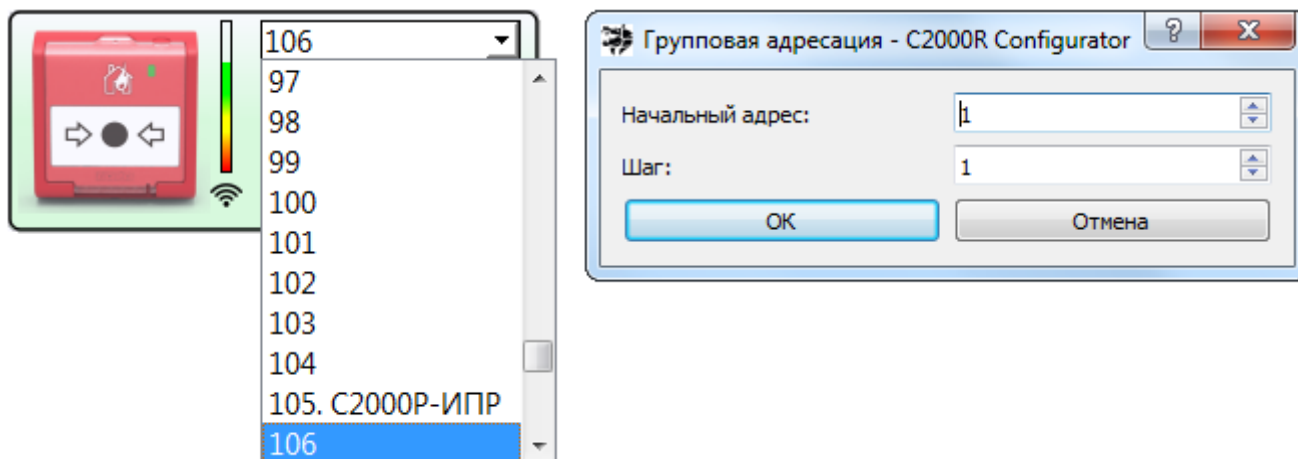 106
97
98
99
100
101
102
103
104
105. С2000Р-ИПР
106
Групповая адресация - C2000R Configurator
Начальный адрес: 1
Шаг: 1
ОК Отмена